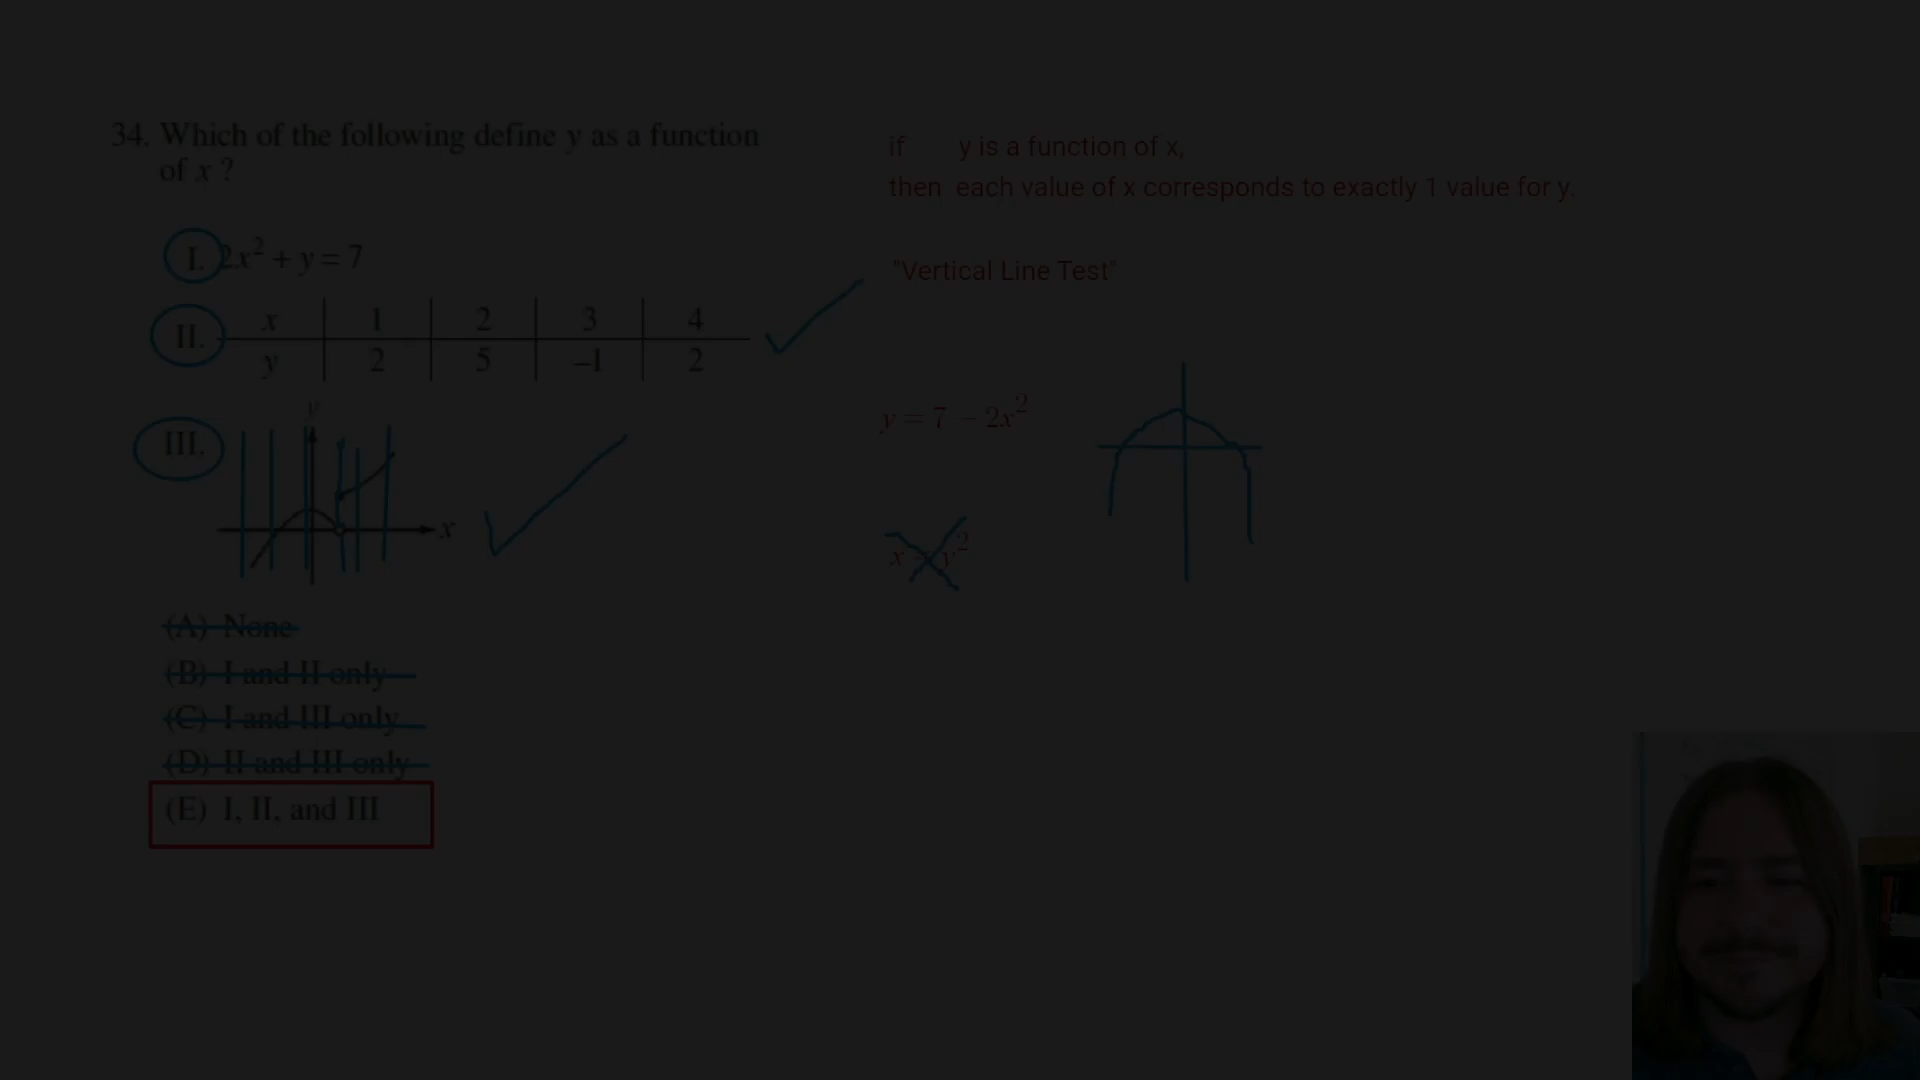 34. Which of the following define y as a function
of x ?
if y is a function of x,
then each value of x corresponds to exactly 1 value for y.
"Vertical Line Test"
I. 2x² + y = 7
II. x 1 2 3 4
y 2 5 –1 2
III.
y
x
y = 7 − 2x²
x = y²
(A) None
(B) I and II only
(C) I and III only
(D) II and III only
(E) I, II, and III